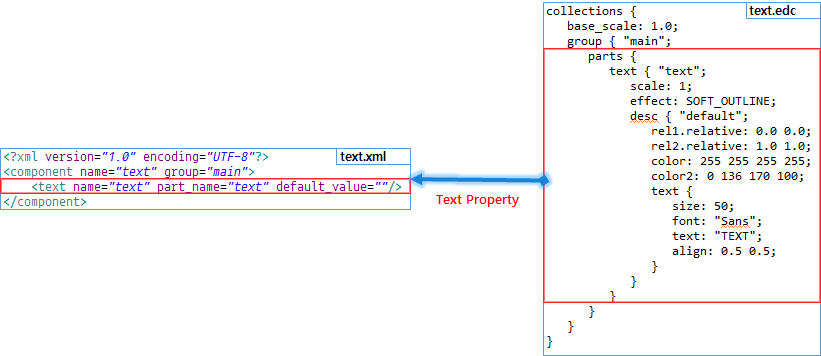 <?xml version="1.0" encoding="UTF-8"?>
text.xml
<component name="text" group="main">
<text name="text" part_name="text" default_value=""/>
</component>
Text Property
collections {
text.edc
base_scale: 1.0;
group { "main";
parts {
text { "text";
scale: 1;
effect: SOFT_OUTLINE;
desc { "default";
rel1.relative: 0.0 0.0;
rel2.relative: 1.0 1.0;
color: 255 255 255 255;
color2: 0 136 170 100;
text {
size: 50;
font: "Sans";
text: "TEXT";
align: 0.5 0.5;
}
}
}
}
}
}